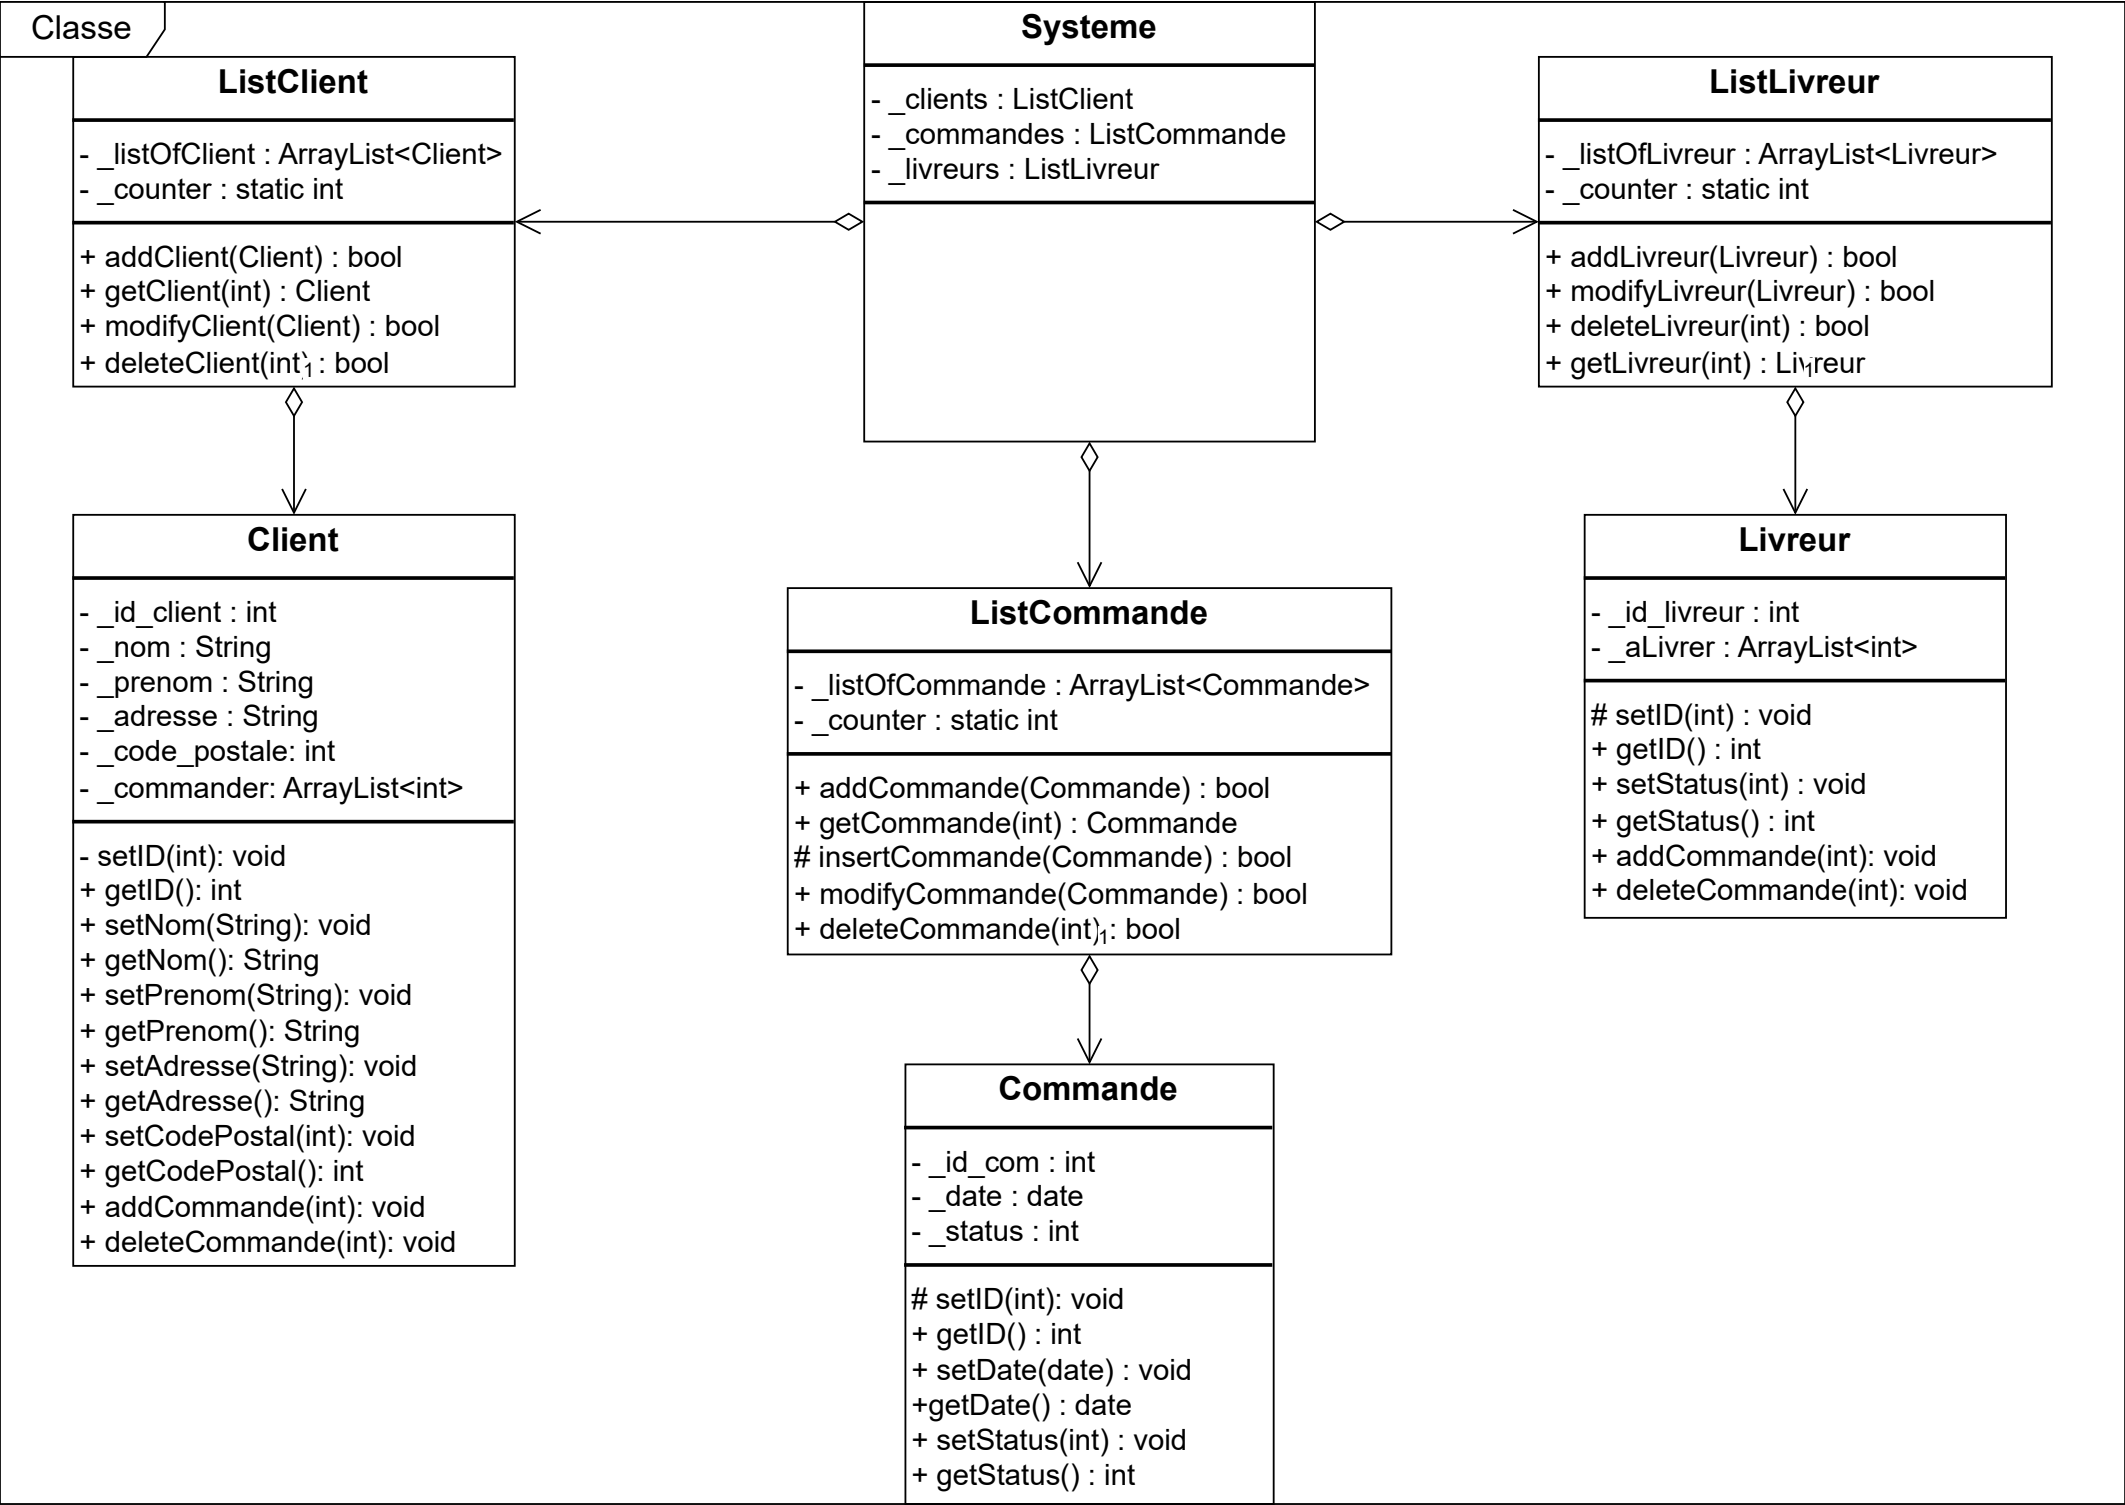 Classe
ListClient
- _listOfClient : ArrayList<Client>
- _counter : static int
+ addClient(Client) : bool
+ getClient(int) : Client
+ modifyClient(Client) : bool
+ deleteClient(int) : bool
1
Systeme
- _clients : ListClient
- _commandes : ListCommande
- _livreurs : ListLivreur
ListLivreur
- _listOfLivreur : ArrayList<Livreur>
- _counter : static int
+ addLivreur(Livreur) : bool
+ modifyLivreur(Livreur) : bool
+ deleteLivreur(int) : bool
+ getLivreur(int) : Livreur
1
Client
- _id_client : int
- _nom : String
- _prenom : String
- _adresse : String
- _code_postale: int
- _commander: ArrayList<int>
- setID(int): void
+ getID(): int
+ setNom(String): void
+ getNom(): String
+ setPrenom(String): void
+ getPrenom(): String
+ setAdresse(String): void
+ getAdresse(): String
+ setCodePostal(int): void
+ getCodePostal(): int
+ addCommande(int): void
+ deleteCommande(int): void
ListCommande
- _listOfCommande : ArrayList<Commande>
- _counter : static int
+ addCommande(Commande) : bool
+ getCommande(int) : Commande
# insertCommande(Commande) : bool
+ modifyCommande(Commande) : bool
+ deleteCommande(int) : bool
1
Livreur
- _id_livreur : int
- _aLivrer : ArrayList<int>
# setID(int) : void
+ getID() : int
+ setStatus(int) : void
+ getStatus() : int
+ addCommande(int): void
+ deleteCommande(int): void
Commande
- _id_com : int
- _date : date
- _status : int
# setID(int): void
+ getID() : int
+ setDate(date) : void
+getDate() : date
+ setStatus(int) : void
+ getStatus() : int